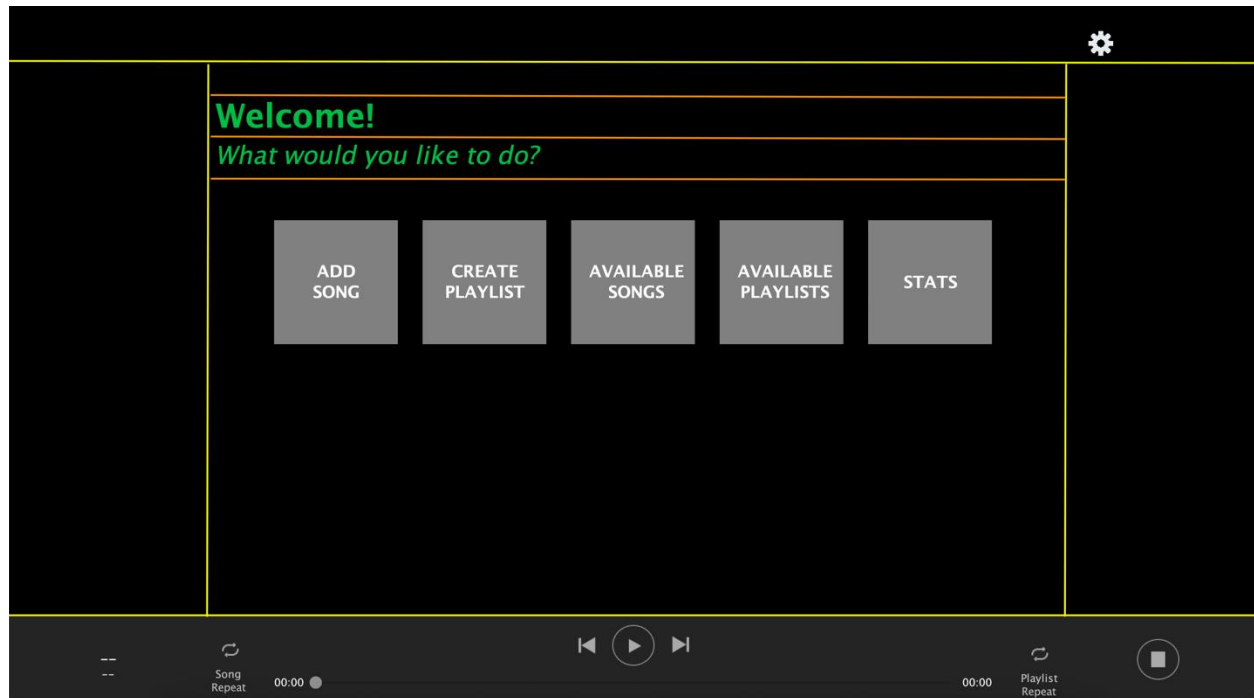 Welcome!
What would you like to do?
ADD
SONG
CREATE
PLAYLIST
AVAILABLE
SONGS
AVAILABLE
PLAYLISTS
STATS
--
--
Song
Repeat
00:00
00:00
Playlist
Repeat